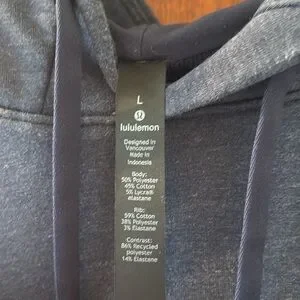 L
lululemon
Designed in
Vancouver
Made in
Indonesia
Body:
50% Polyester
45% Cotton
5% Lycra®
elastane
Rib:
59% Cotton
38% Polyester
3% Elastane
Contrast:
86% Recycled
polyester
14% Elastane